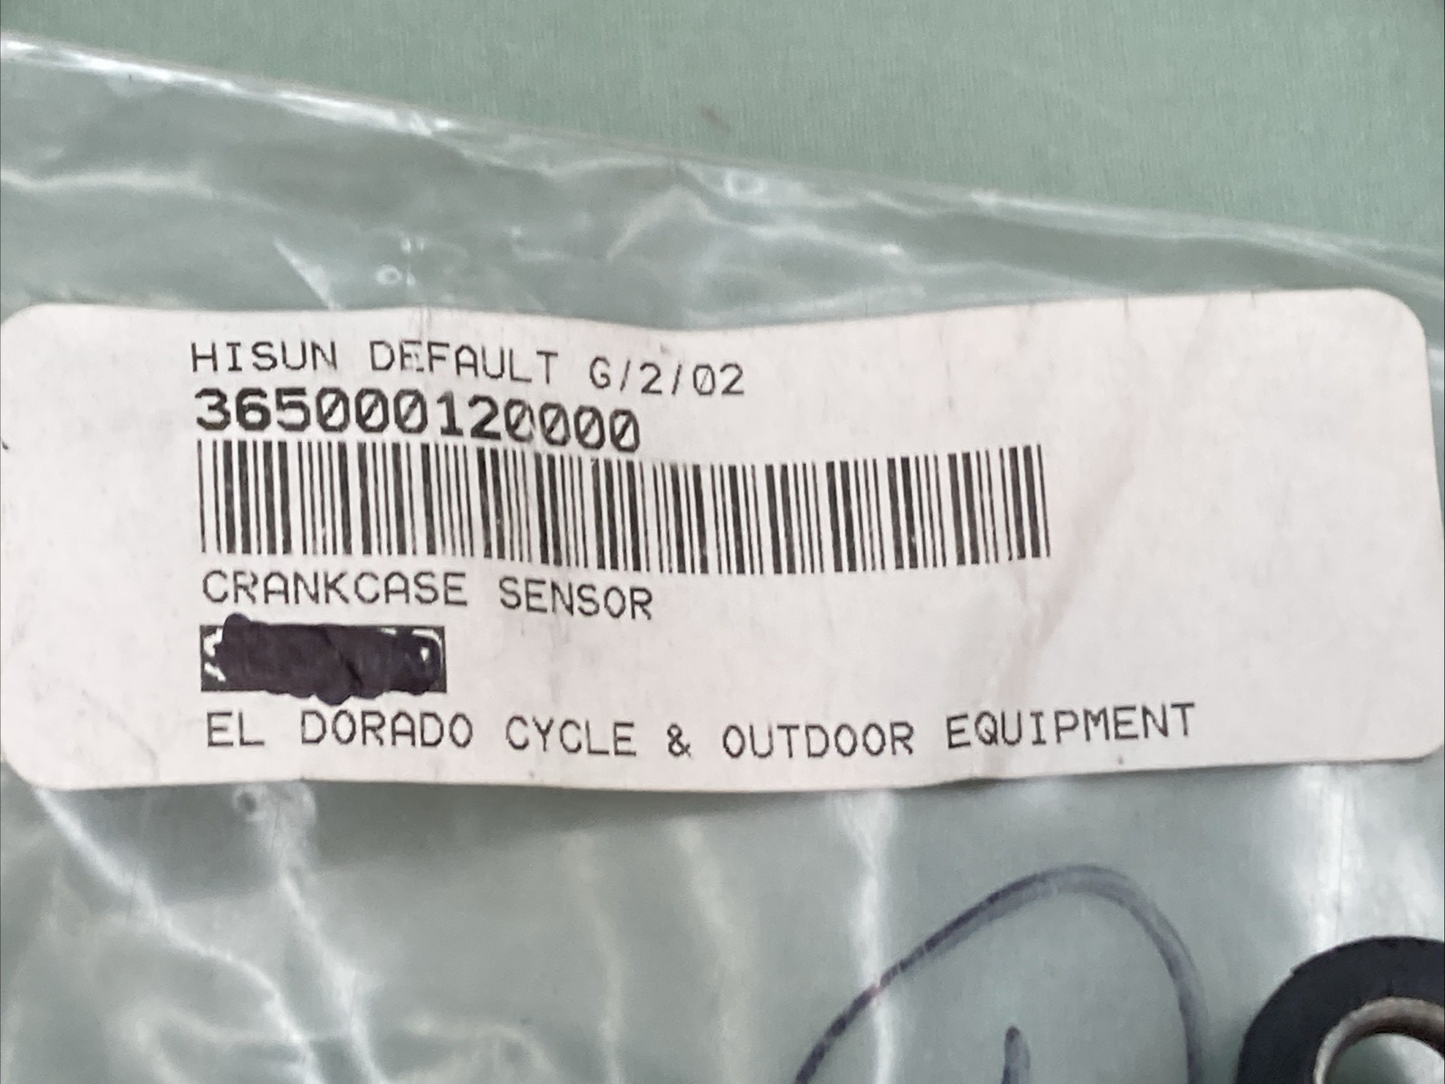 HISUN DEFAULT G/2/02
365000120000
CRANKCASE SENSOR
EL DORADO CYCLE & OUTDOOR EQUIPMENT